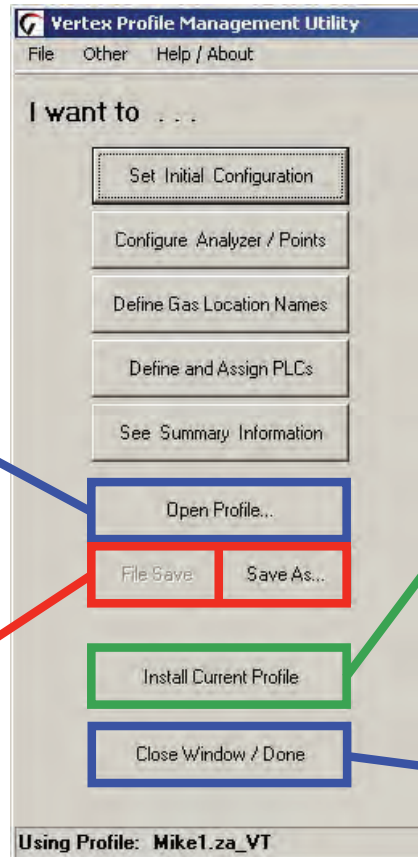 Vertex Profile Management Utility
File Other Help / About
I want to . . .
Set Initial Configuration
Configure Analyzer / Points
Define Gas Location Names
Define and Assign PLCs
See Summary Information
Open Profile...
File Save Save As...
Install Current Profile
Close Window / Done
Using Profile: Mike1.za_VT